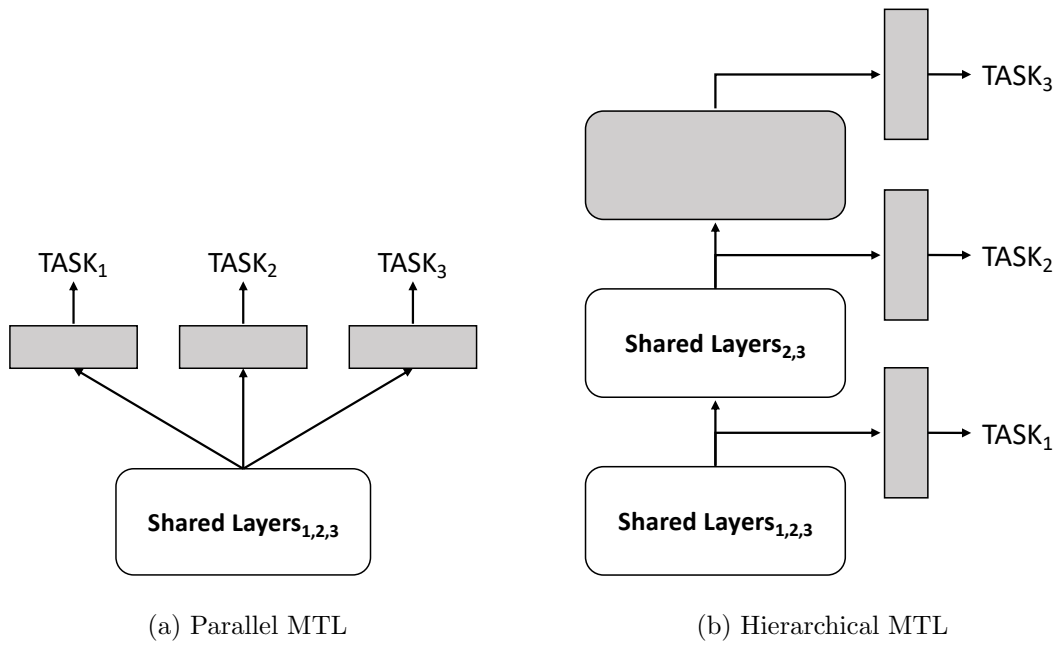 TASK₁ TASK₂ TASK₃
Shared Layers₁,₂,₃
(a) Parallel MTL
TASK₃
TASK₂
Shared Layers₂,₃
TASK₁
Shared Layers₁,₂,₃
(b) Hierarchical MTL